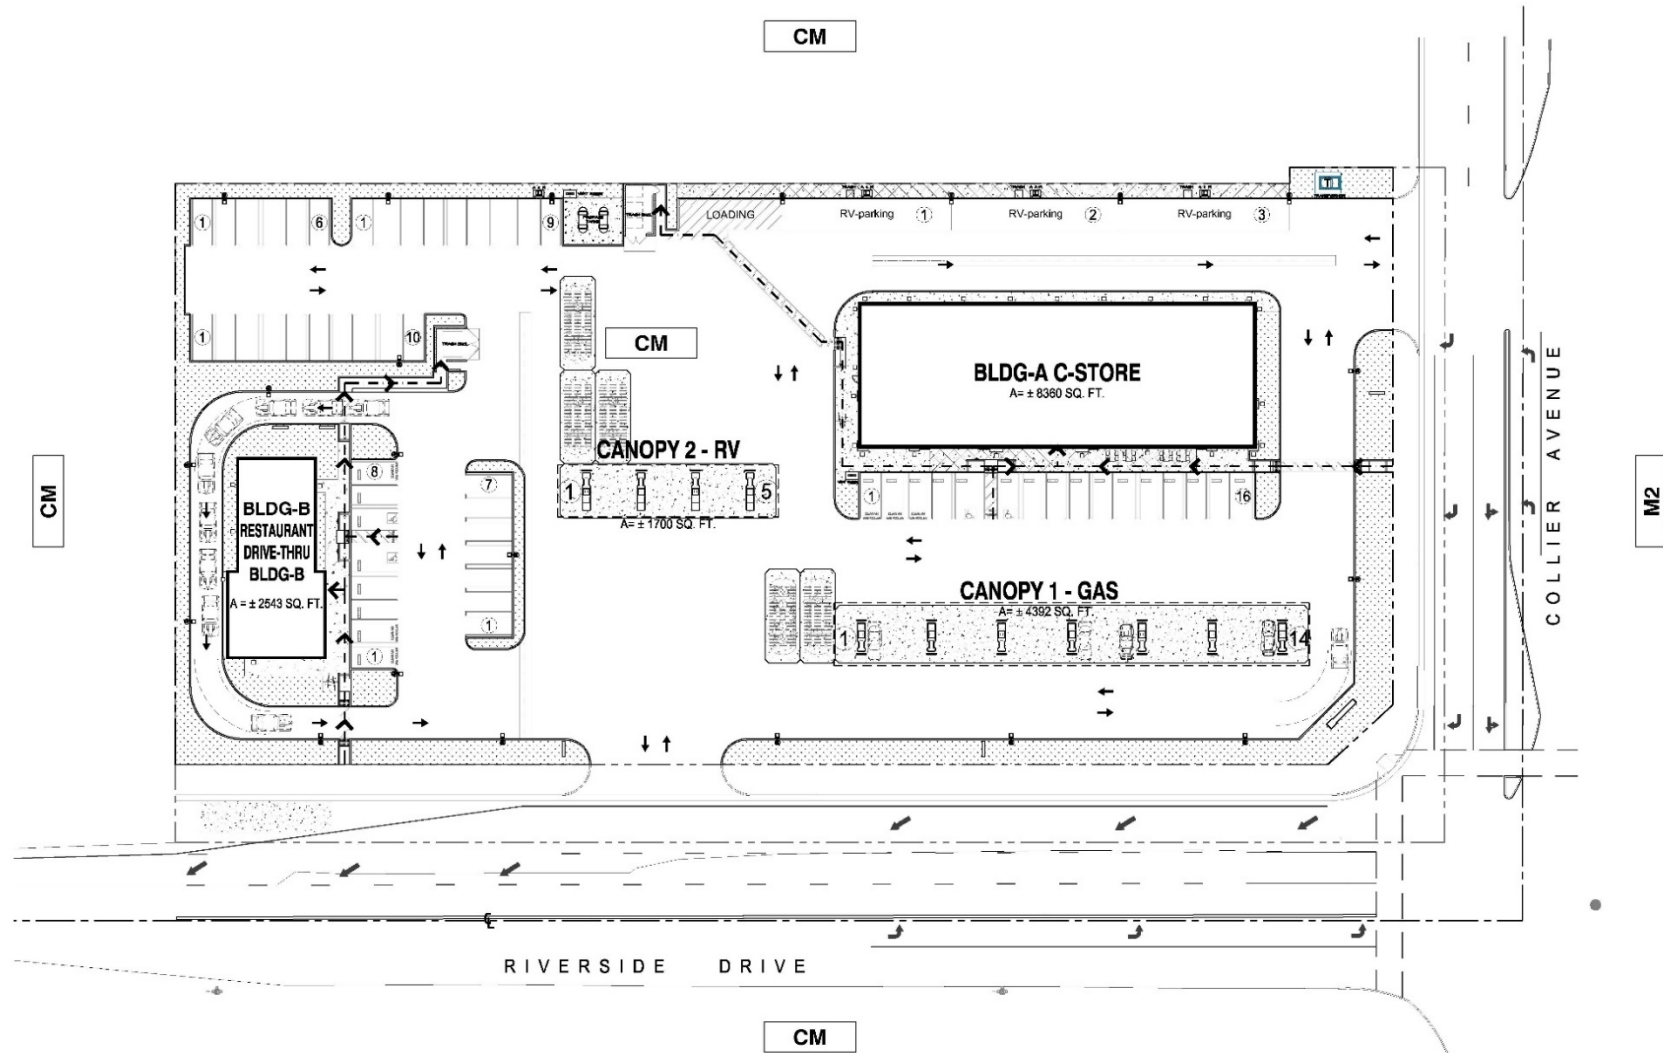 CM
LOADING
RV-parking 1
RV-parking 2
RV-parking 3
1
6
1
9
T
1
10
TRASH ENCL.
CM
BLDG-A C-STORE
A= ± 8360 SQ. FT.
CANOPY 2 - RV
1
5
A= ± 1700 SQ. FT.
1
16
CM
BLDG-B
RESTAURANT
DRIVE-THRU
BLDG-B
A = ± 2543 SQ. FT.
8
1
7
1
CANOPY 1 - GAS
A= ± 4392 SQ. FT.
1
14
COLLIER AVENUE
M2
RIVERSIDE DRIVE
CM